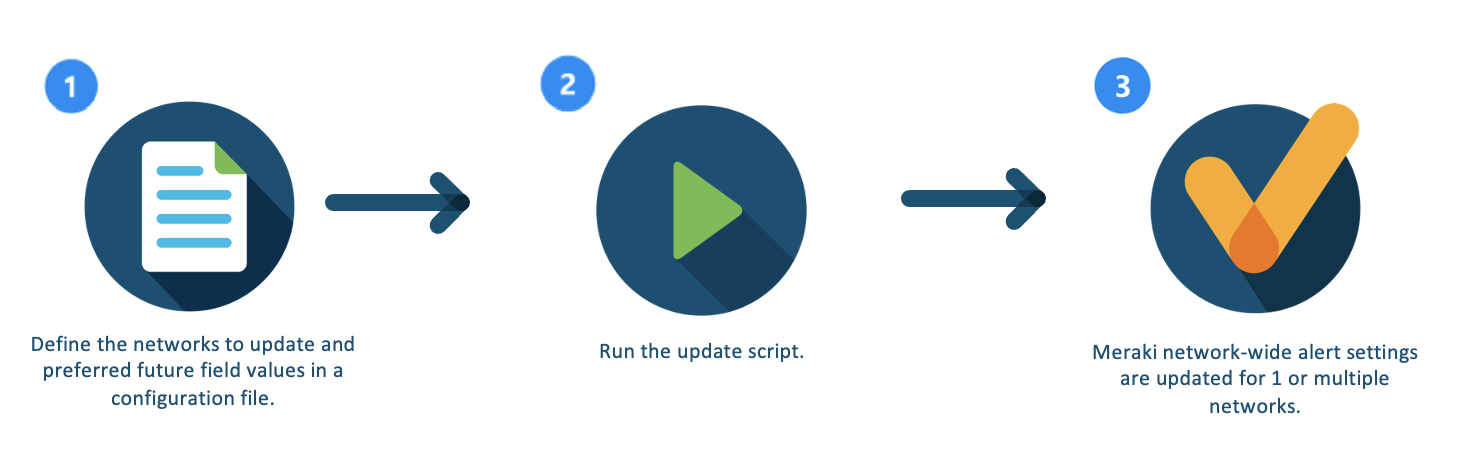 1
Define the networks to update and
preferred future field values in a
configuration file.
2
Run the update script.
3
Meraki network-wide alert settings
are updated for 1 or multiple
networks.